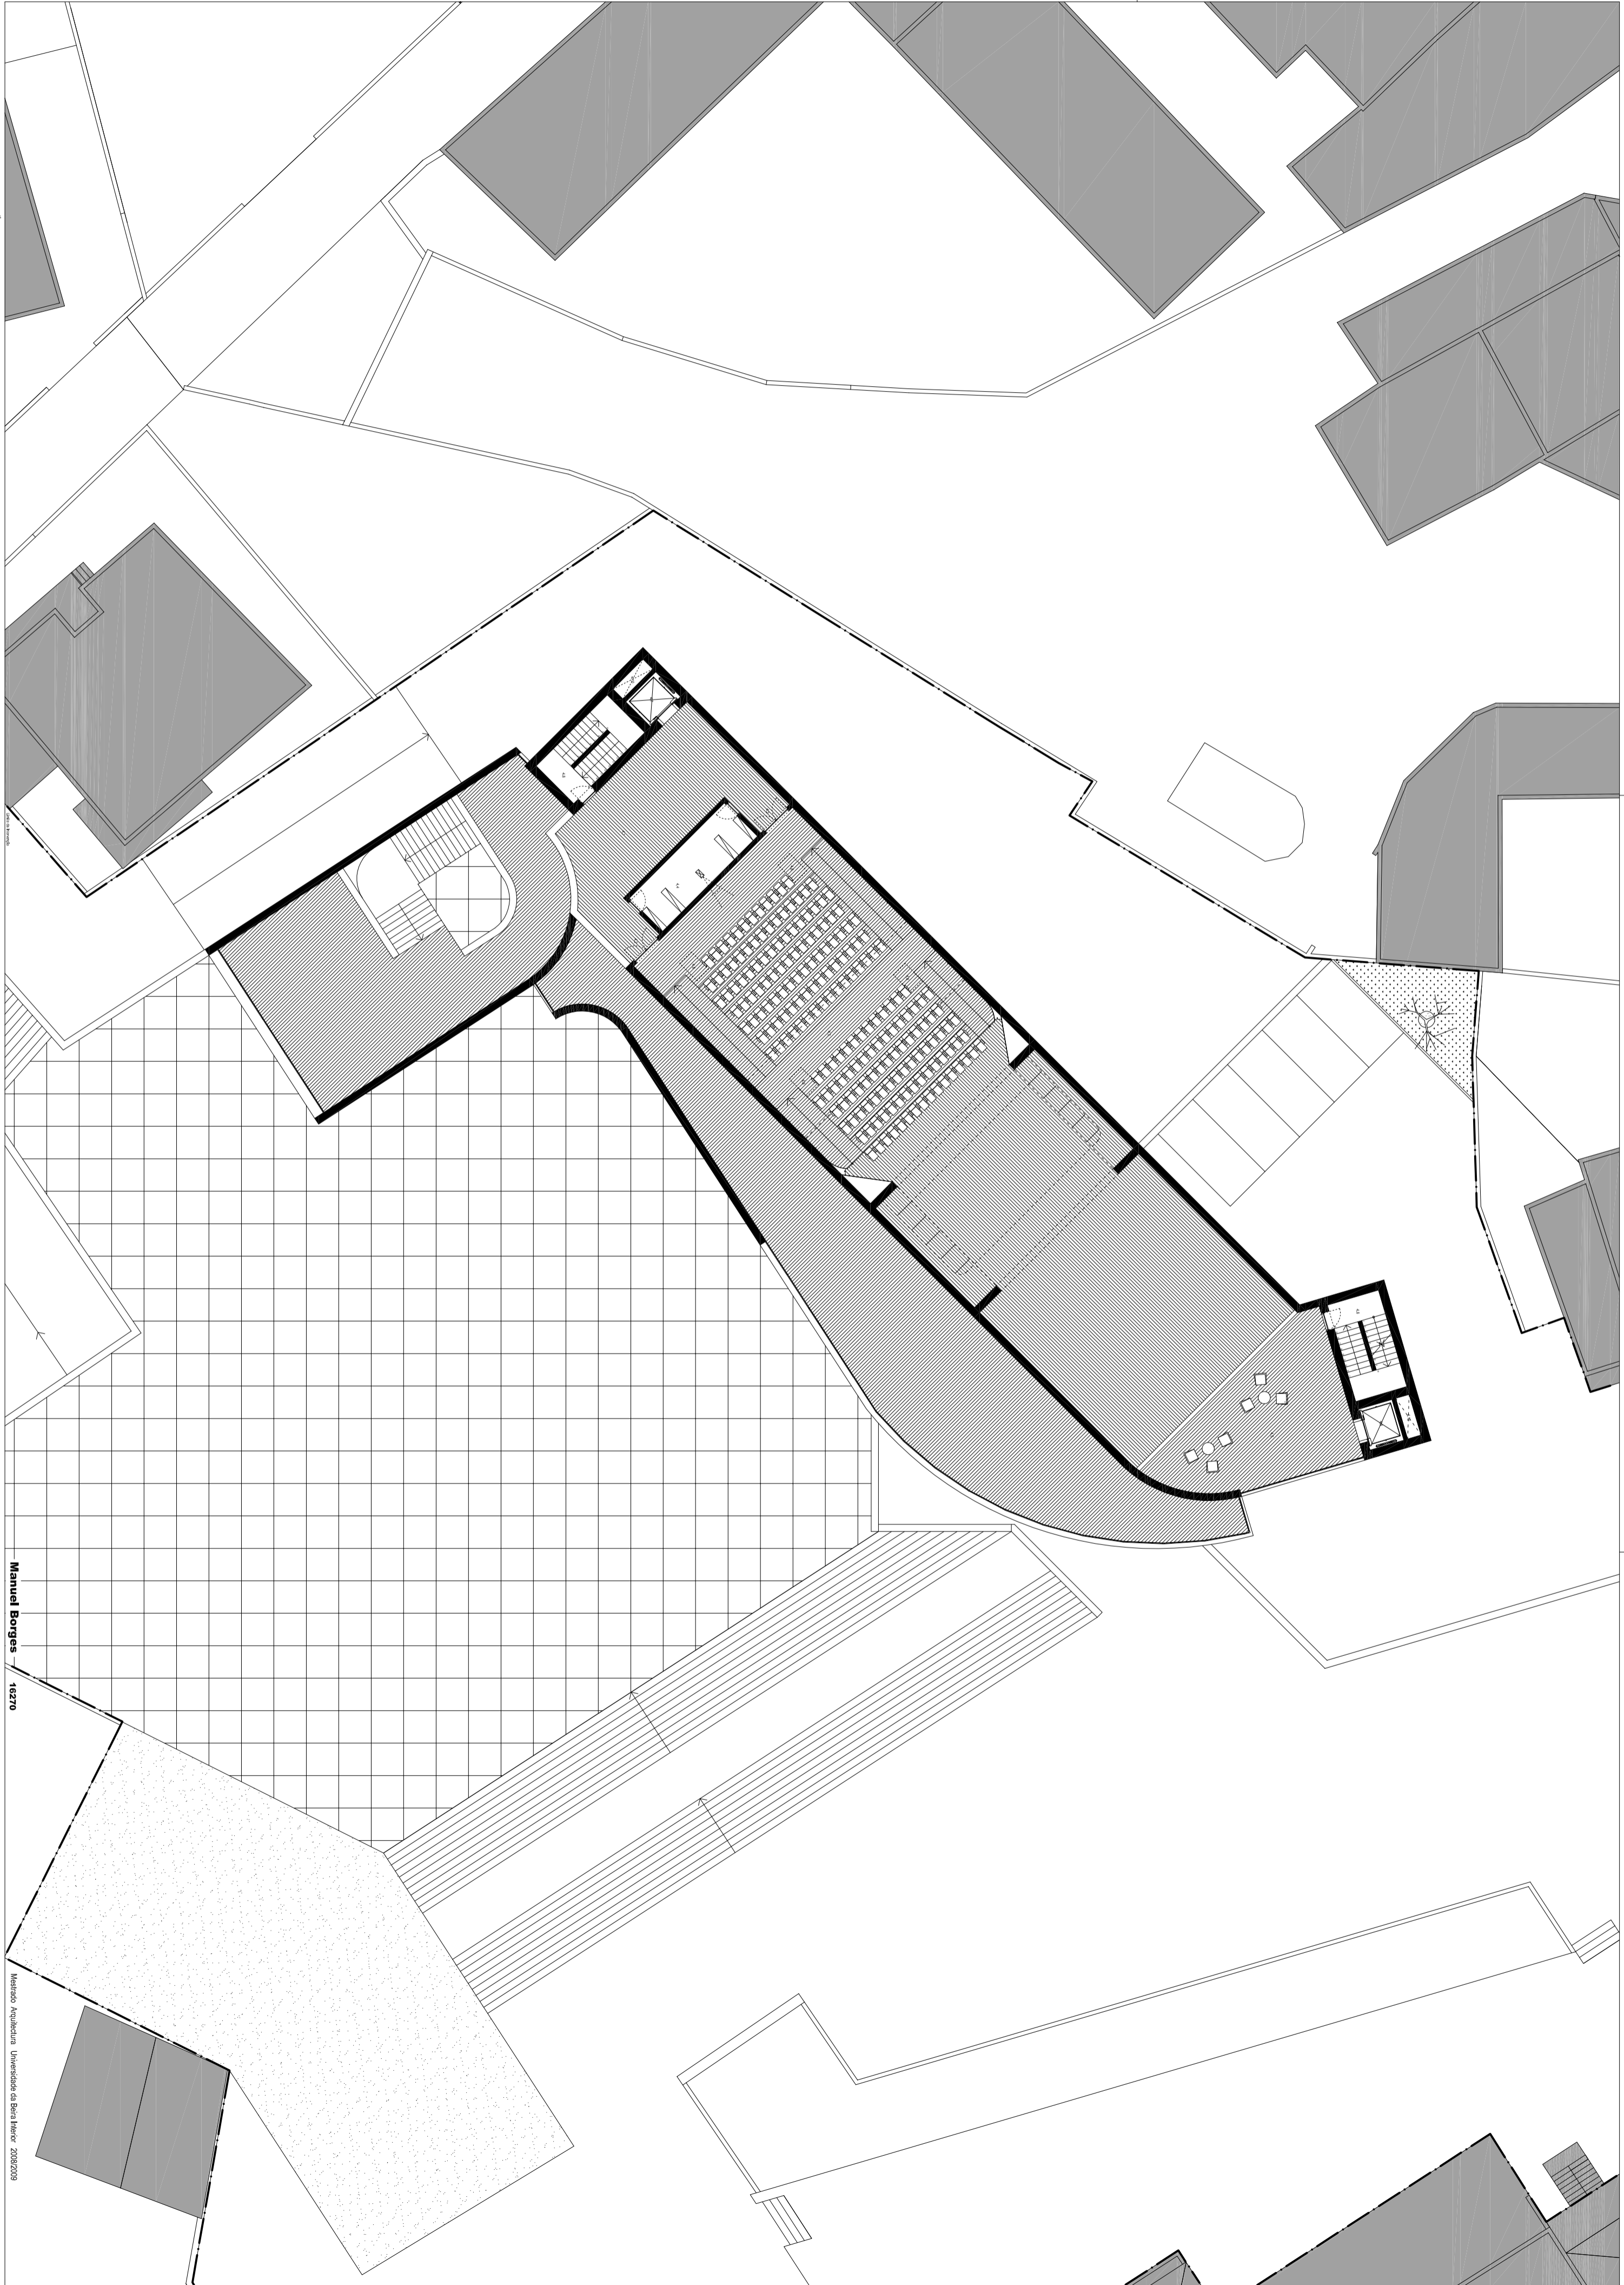 Manuel Borges 16270
Mestrado Arquitectura Universidade da Beira Interior 2008/2009